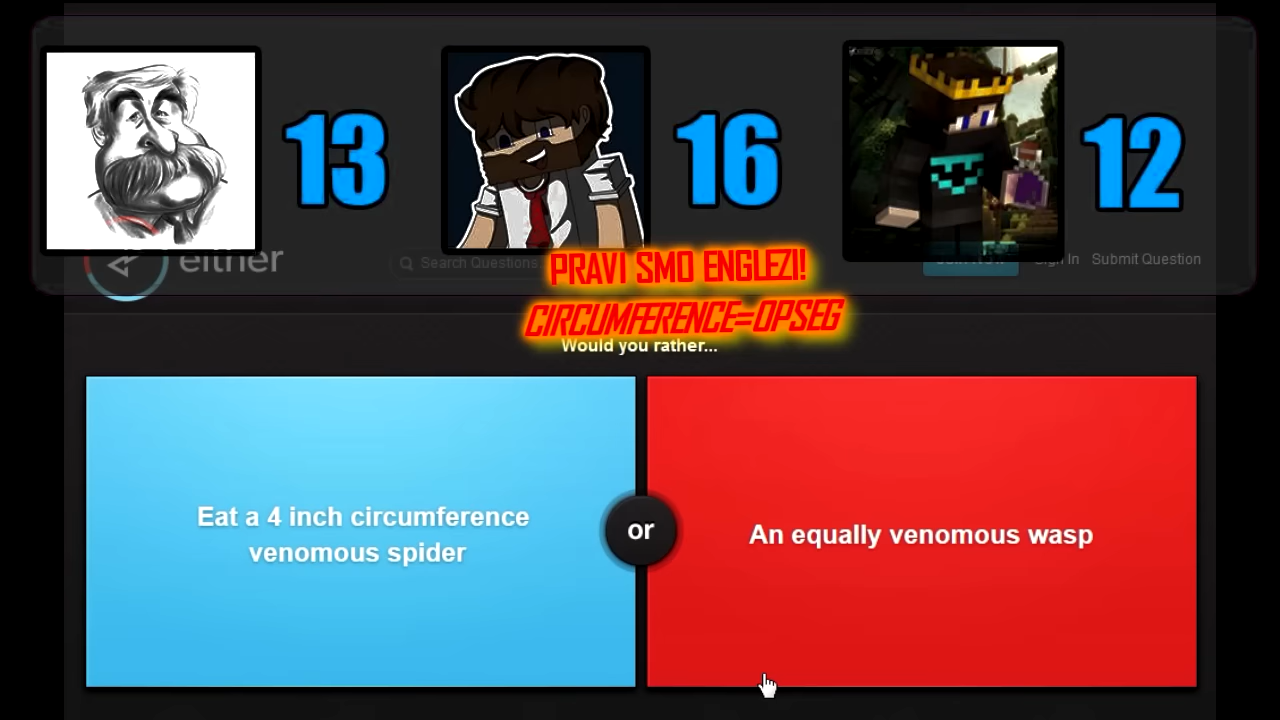 13
16
12
either
Search Questions.
Sign In
Submit Question
PRAVI SMO ENGLEZI!
CIRCUMFERENCE=OPSEG
Would you rather...
Eat a 4 inch circumference
venomous spider
or
An equally venomous wasp